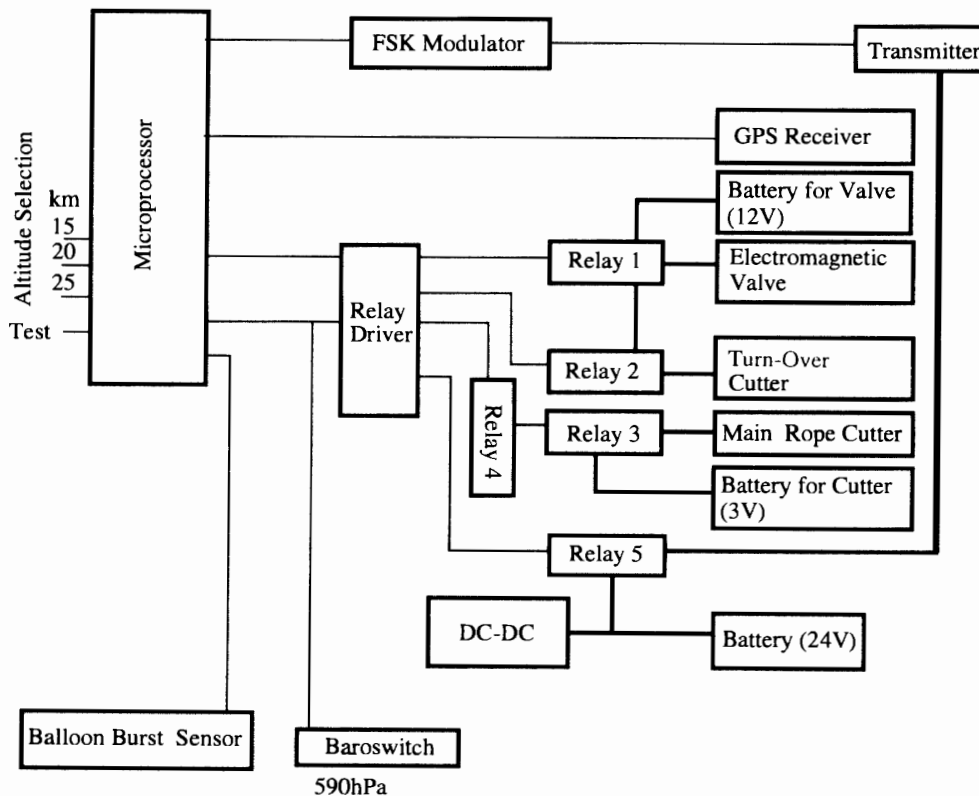 FSK Modulator
Transmitter
Microprocessor
GPS Receiver
Altitude Selection
km
15
20
25
Test
Battery for Valve
(12V)
Relay 1
Electromagnetic
Valve
Relay
Driver
Relay 2
Turn-Over
Cutter
Relay 4
Relay 3
Main Rope Cutter
Battery for Cutter
(3V)
Relay 5
DC-DC
Battery (24V)
Balloon Burst Sensor
Baroswitch
590hPa